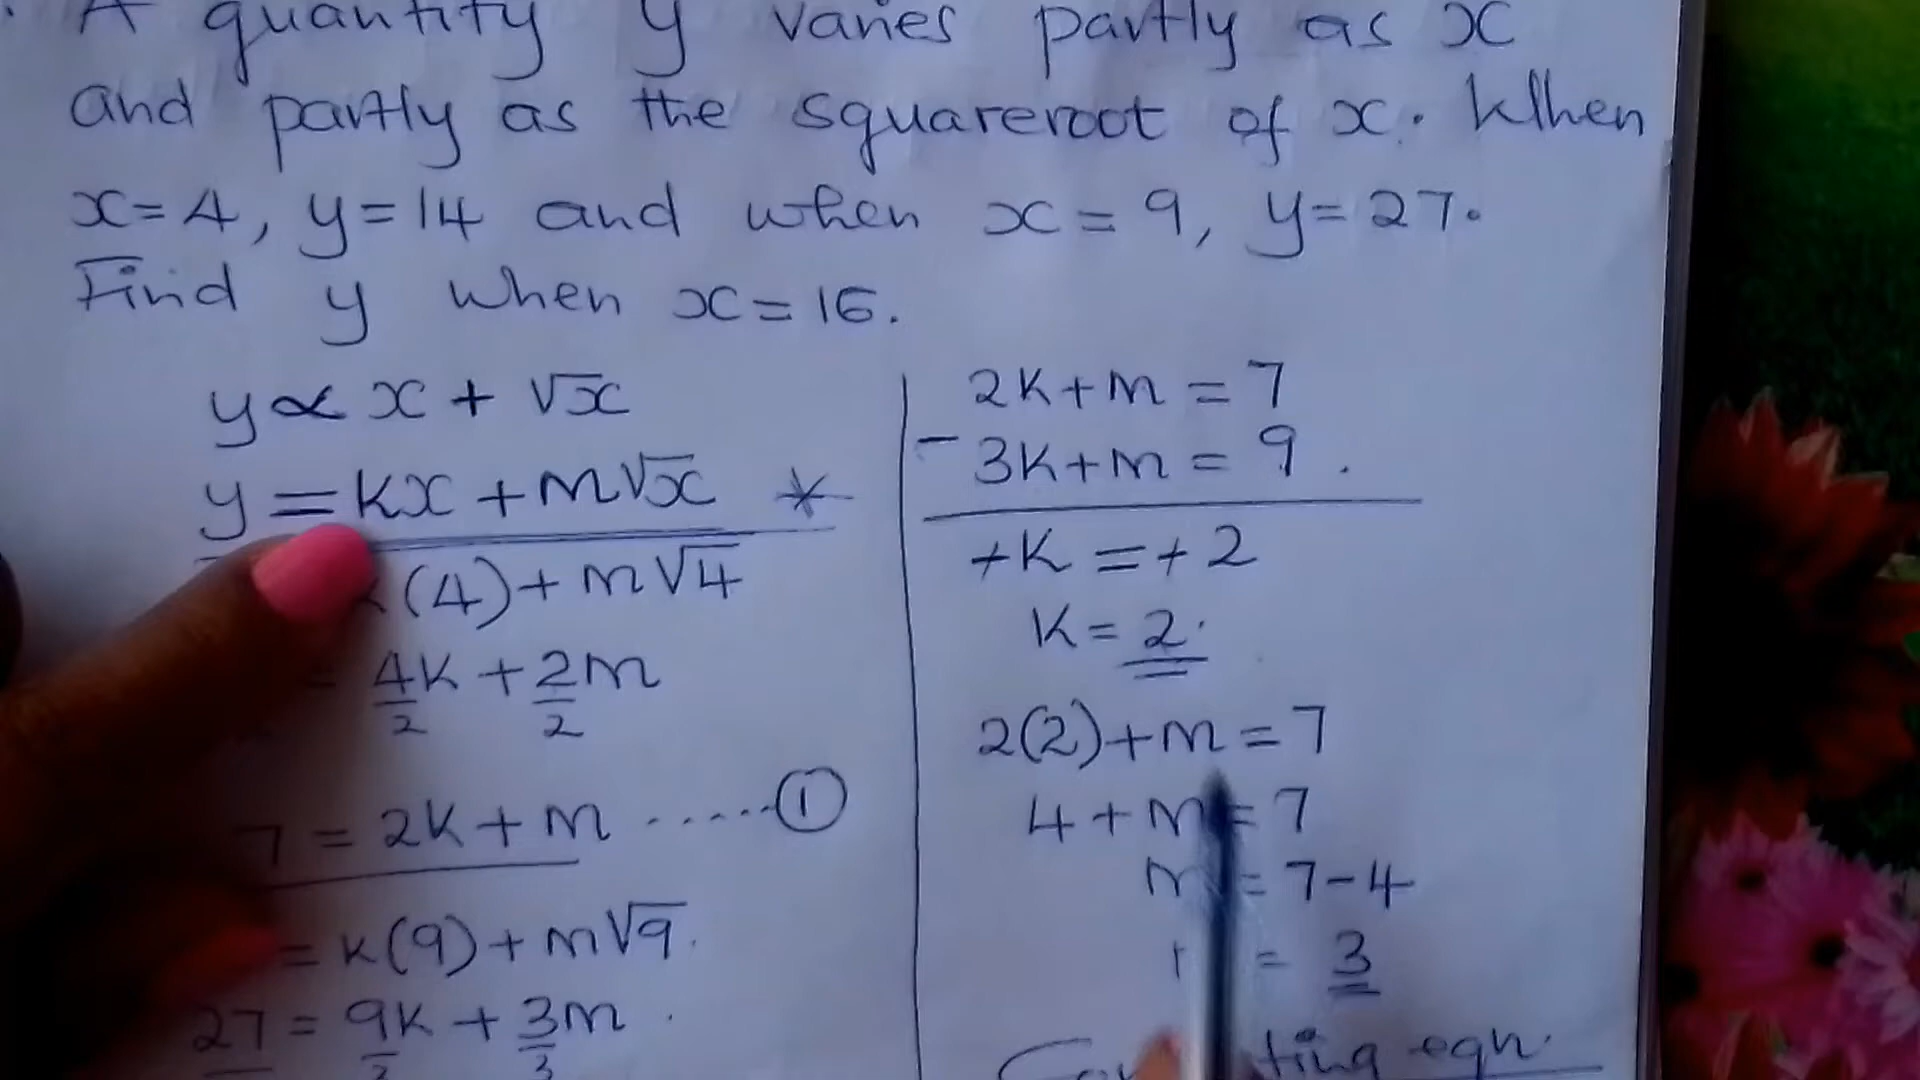 A quantity y varies partly as x
and partly as the squareroot of x. When
x=4, y=14 and when x=9, y=27.
Find y when x=16.
y∝x+√x
y=kx+m√x *
(4)+m√4
= 4k/2+2m/2
7=2k+m.....①
=k(9)+m√9.
27=9k+3m/3.
2k+m=7
-3k+m=9.
+k=+2
k=2.
2(2)+m=7
4+m=7
m=7-4
=3
eqn.